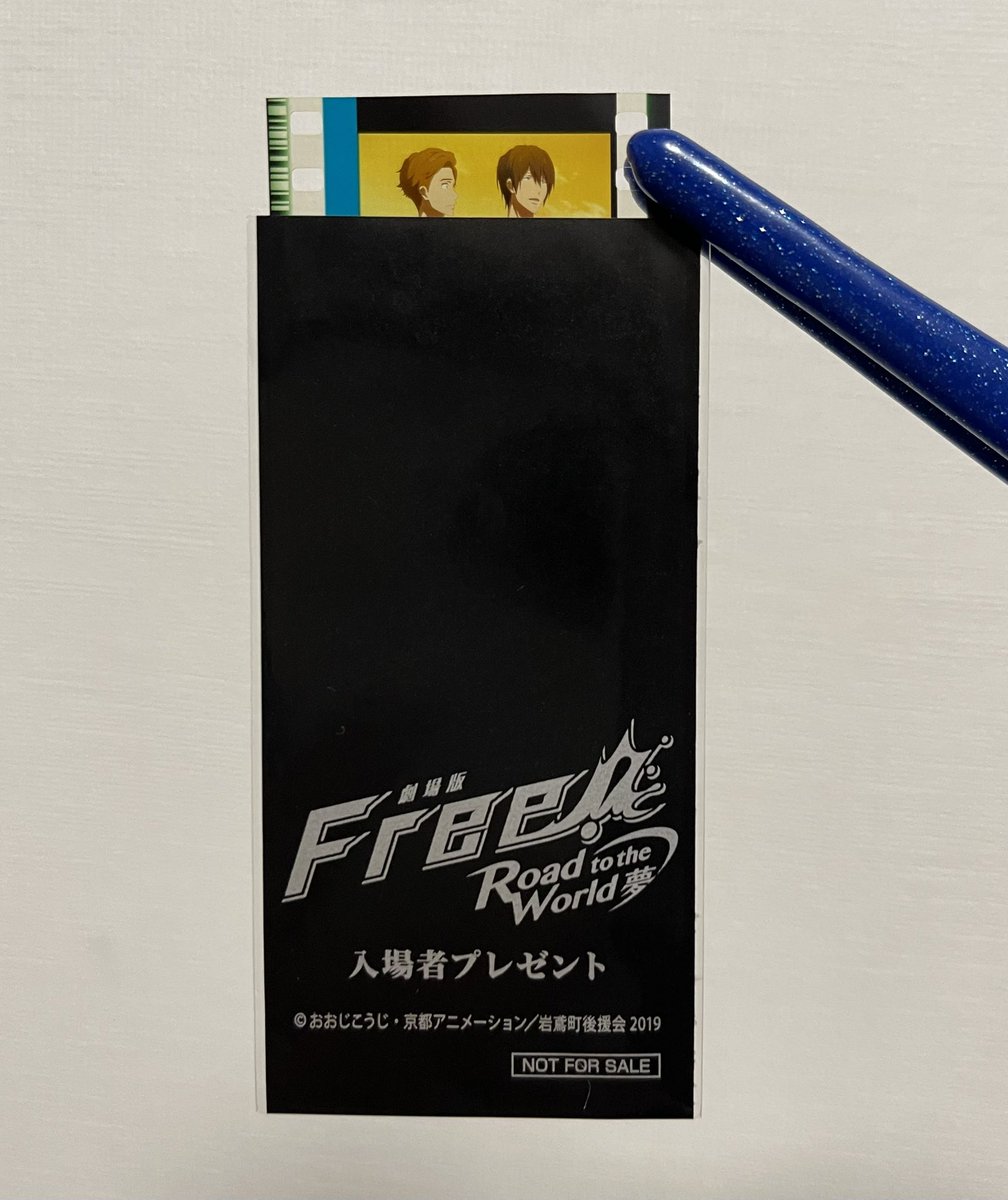 劇場版
Free!
Road to the
World 夢
入場者プレゼント
©おおじこうじ・京都アニメーション／岩鳶町後援会 2019
NOT FOR SALE